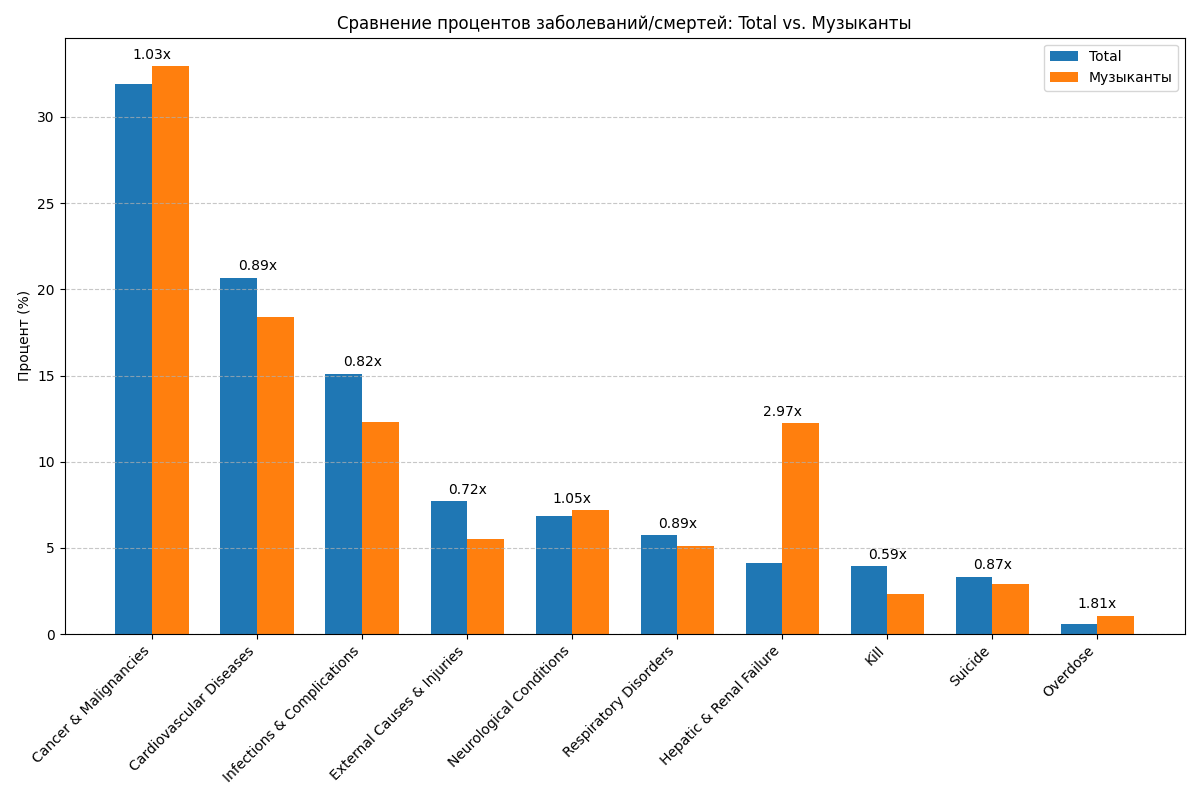 Сравнение процентов заболеваний/смертей: Total vs. Музыканты
Total
Музыканты
Процент (%)
30
25
20
15
10
5
0
1.03x
0.89x
0.82x
0.72x
1.05x
0.89x
2.97x
0.59x
0.87x
1.81x
Cancer & Malignancies
Cardiovascular Diseases
Infections & Complications
External Causes & Injuries
Neurological Conditions
Respiratory Disorders
Hepatic & Renal Failure
Kill
Suicide
Overdose